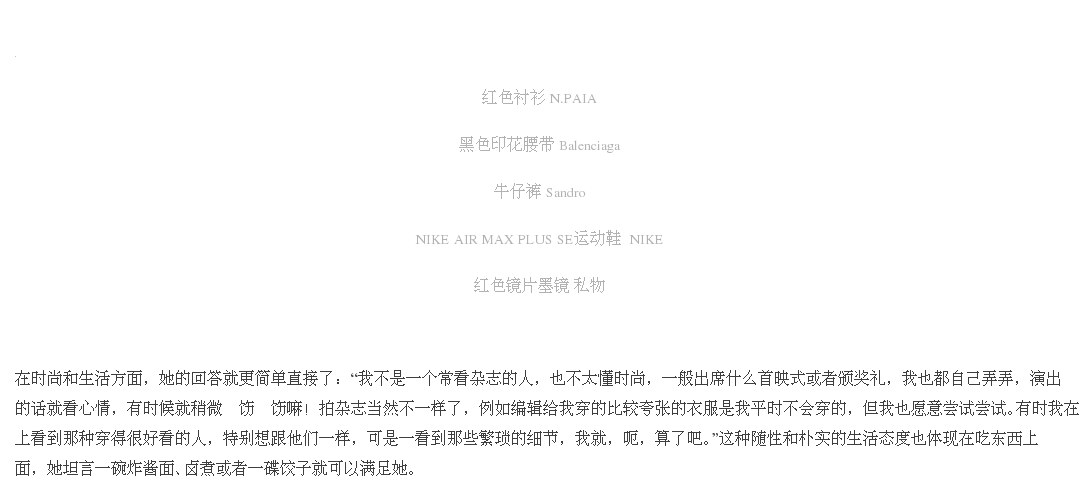 红色衬衫 N.PAIA
黑色印花腰带 Balenciaga
牛仔裤 Sandro
NIKE AIR MAX PLUS SE运动鞋 NIKE
红色镜片墨镜 私物
在时尚和生活方面，她的回答就更简单直接了：“我不是一个常看杂志的人，也不太懂时尚，一般出席什么首映式或者颁奖礼，我也都自己弄弄，演出
的话就看心情，有时候就稍微 饬 饬嘛！拍杂志当然不一样了，例如编辑给我穿的比较夸张的衣服是我平时不会穿的，但我也愿意尝试尝试。有时我在
上看到那种穿得很好看的人，特别想跟他们一样，可是一看到那些繁琐的细节，我就，呃，算了吧。”这种随性和朴实的生活态度也体现在吃东西上
面，她坦言一碗炸酱面、卤煮或者一碟饺子就可以满足她。